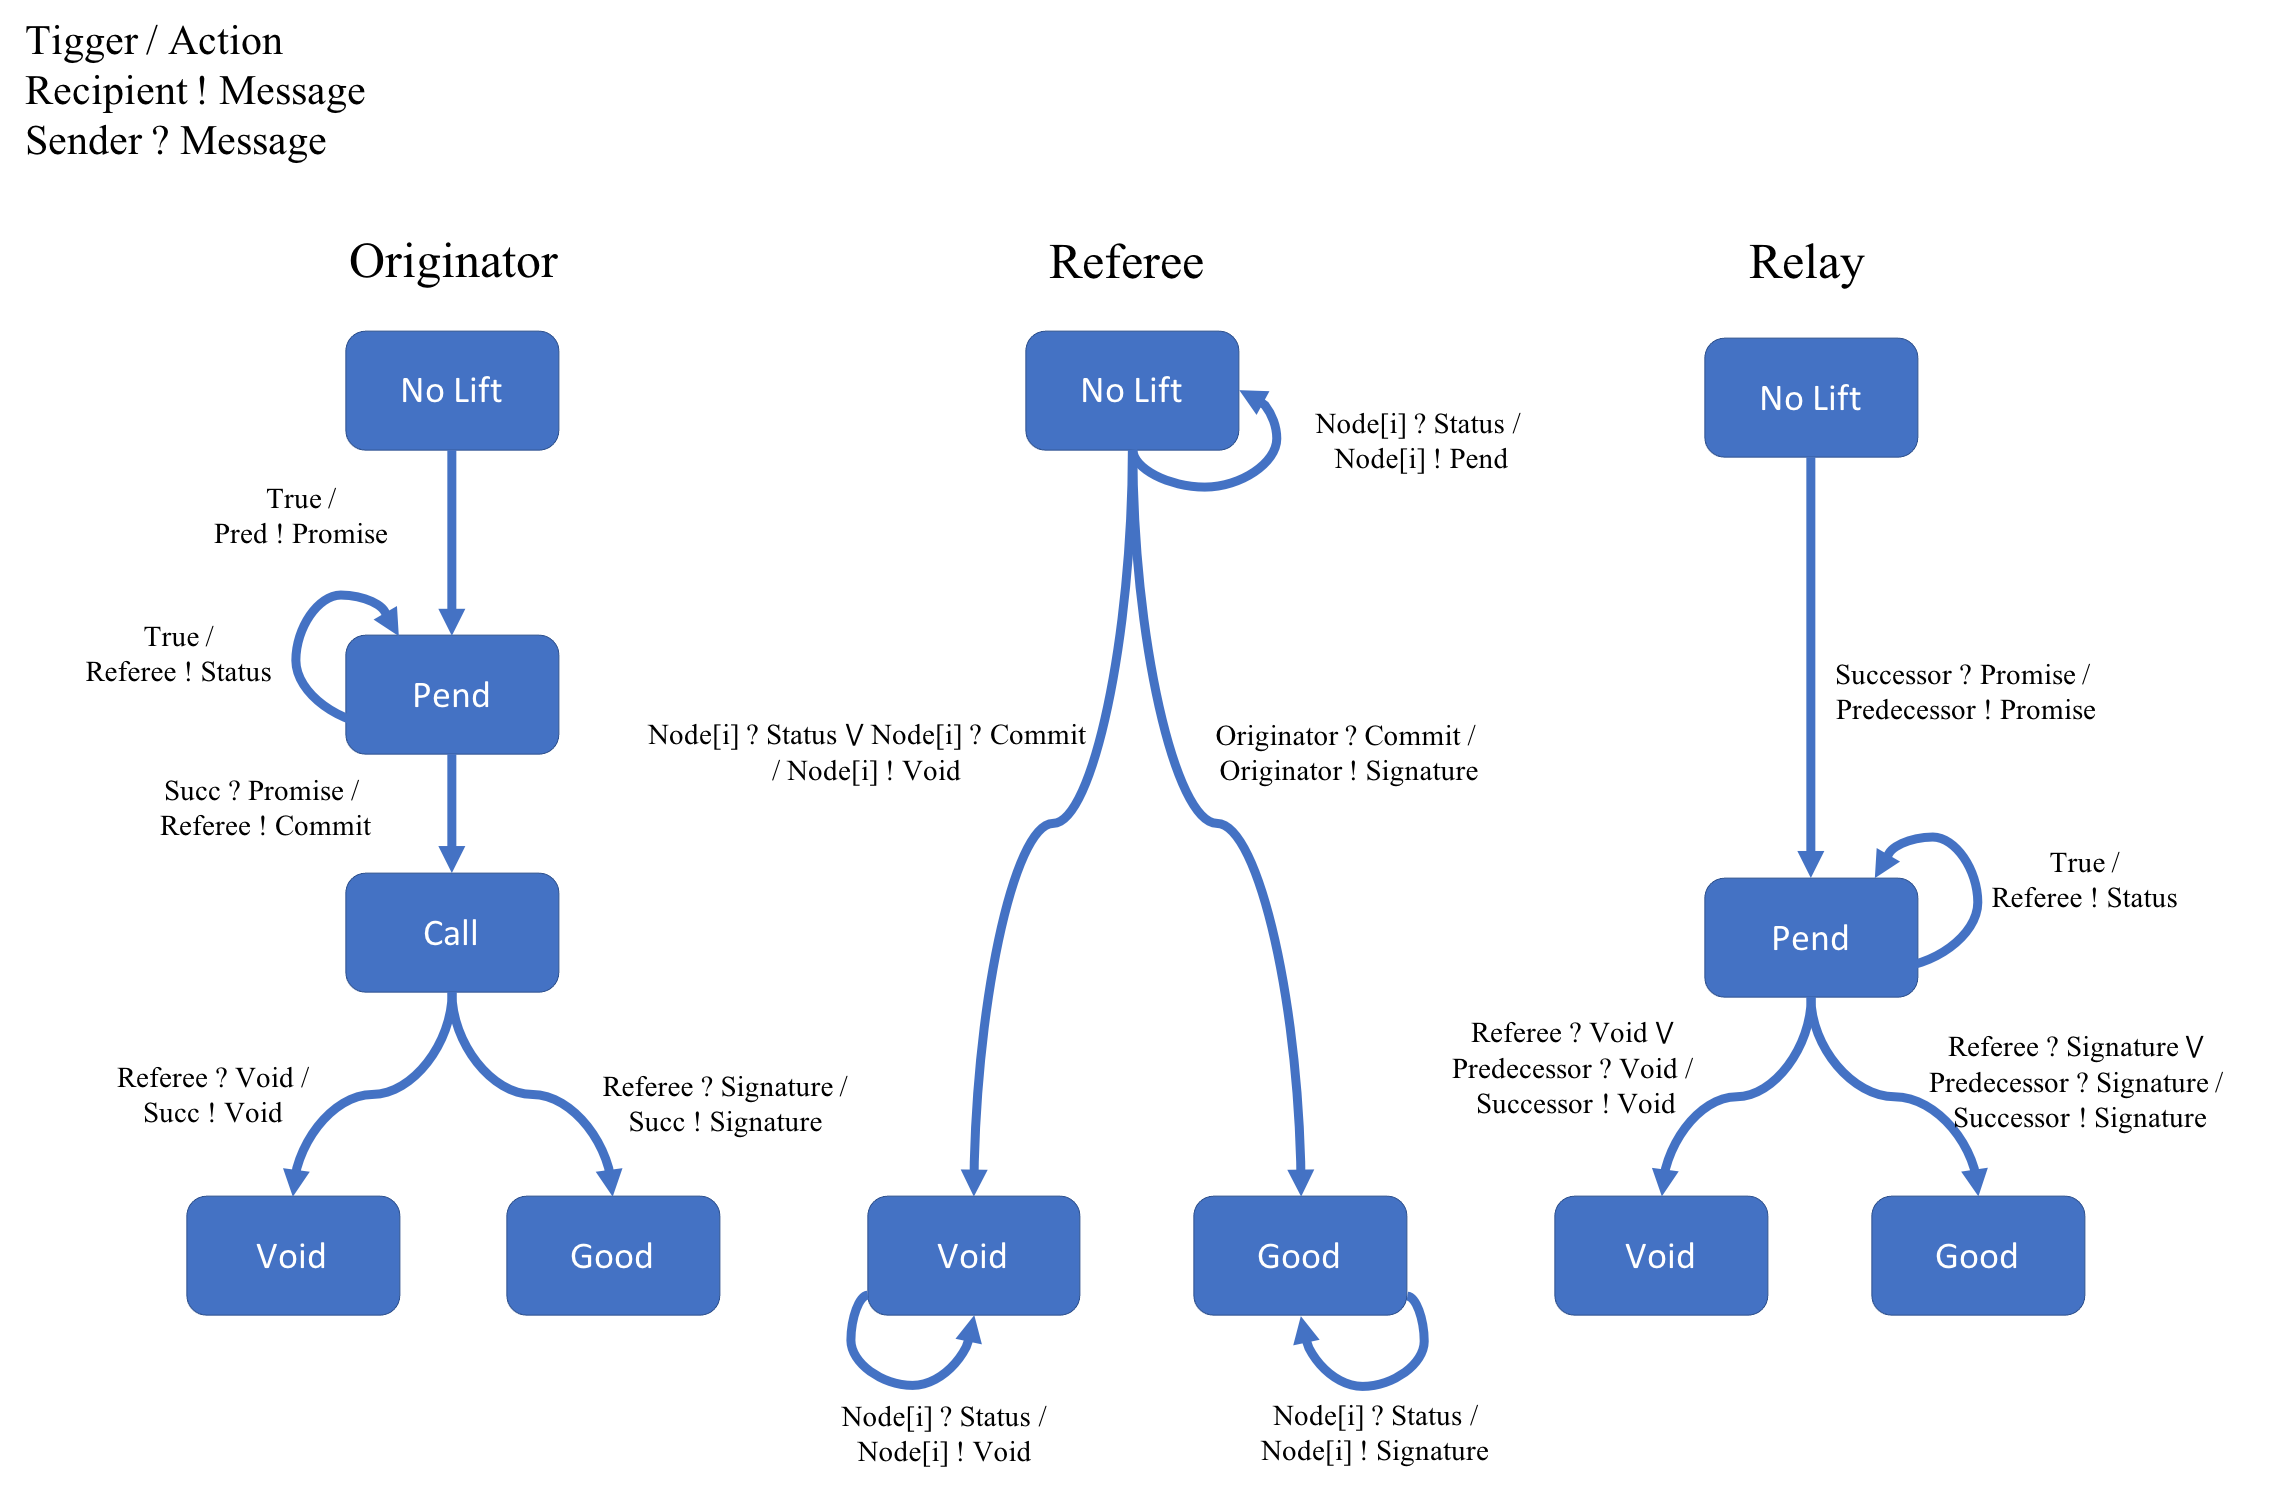 Tigger / Action
Recipient ! Message
Sender ? Message
Originator
No Lift
True /
Pred ! Promise
True /
Referee ! Status
Pend
Succ ? Promise /
Referee ! Commit
Call
Referee ? Void /
Succ ! Void
Referee ? Signature /
Succ ! Signature
Void
Good
Referee
No Lift
Node[i] ? Status /
Node[i] ! Pend
Node[i] ? Status V Node[i] ? Commit
/ Node[i] ! Void
Originator ? Commit /
Originator ! Signature
Void
Good
Node[i] ? Status /
Node[i] ! Void
Node[i] ? Status /
Node[i] ! Signature
Relay
No Lift
Successor ? Promise /
Predecessor ! Promise
True /
Referee ! Status
Pend
Referee ? Void V
Predecessor ? Void /
Successor ! Void
Referee ? Signature V
Predecessor ? Signature /
Successor ! Signature
Void
Good